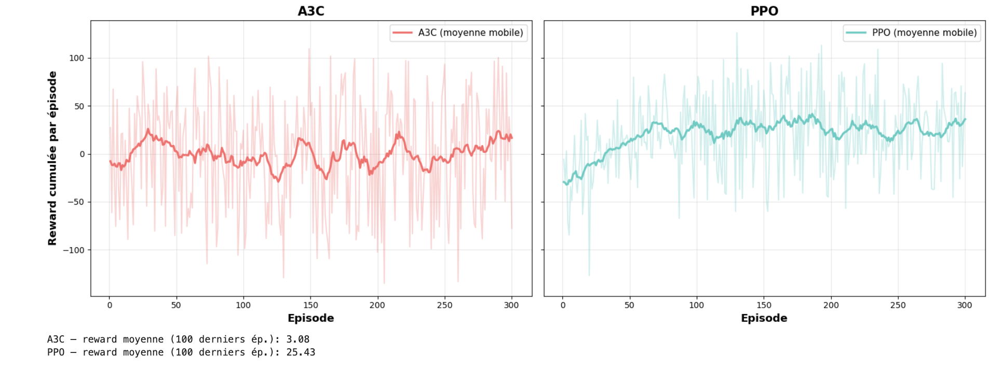 A3C
A3C (moyenne mobile)
Reward cumulée par épisode
100
50
0
−50
−100
0 50 100 150 200 250 300
Episode
PPO
PPO (moyenne mobile)
0 50 100 150 200 250 300
Episode
A3C — reward moyenne (100 derniers ép.): 3.08
PPO — reward moyenne (100 derniers ép.): 25.43